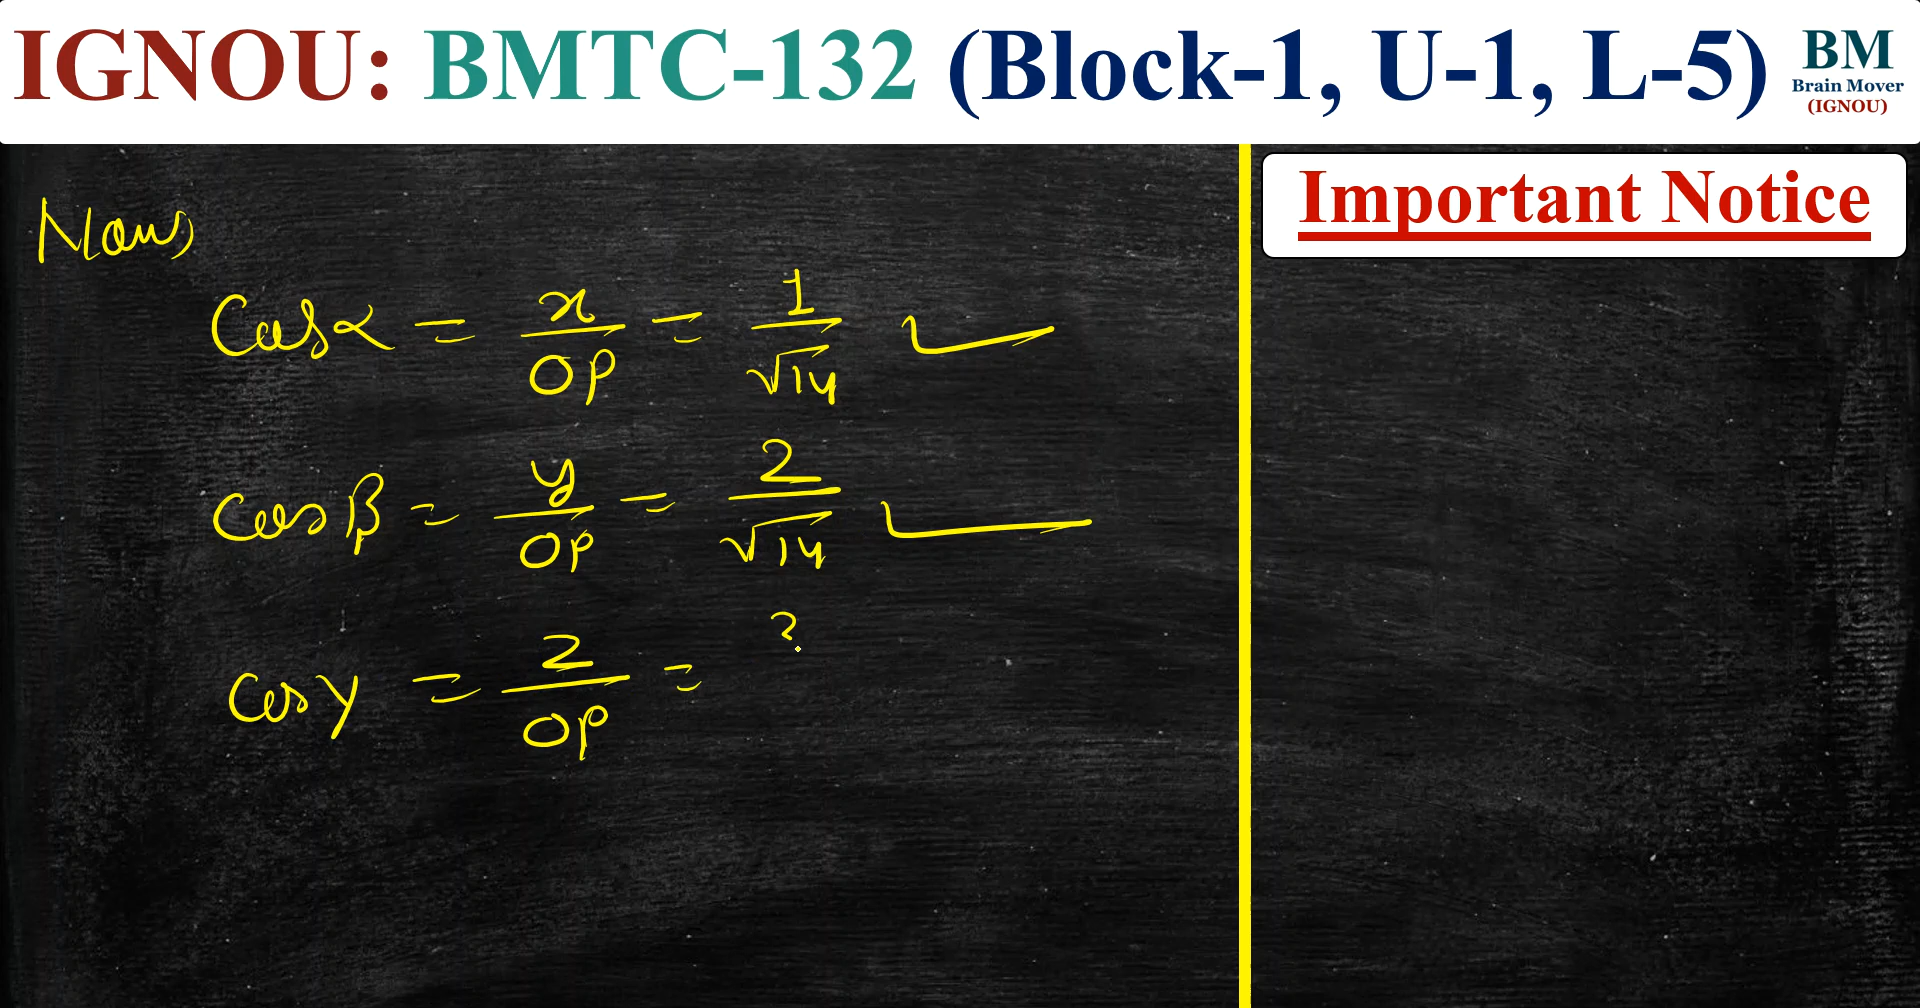 IGNOU: BMTC-132 (Block-1, U-1, L-5)
BM
Brain Mover
(IGNOU)
Important Notice
Now,
Cosα = x/OP = 1/√14
cosβ = y/OP = 2/√14
cosγ = z/OP = ?